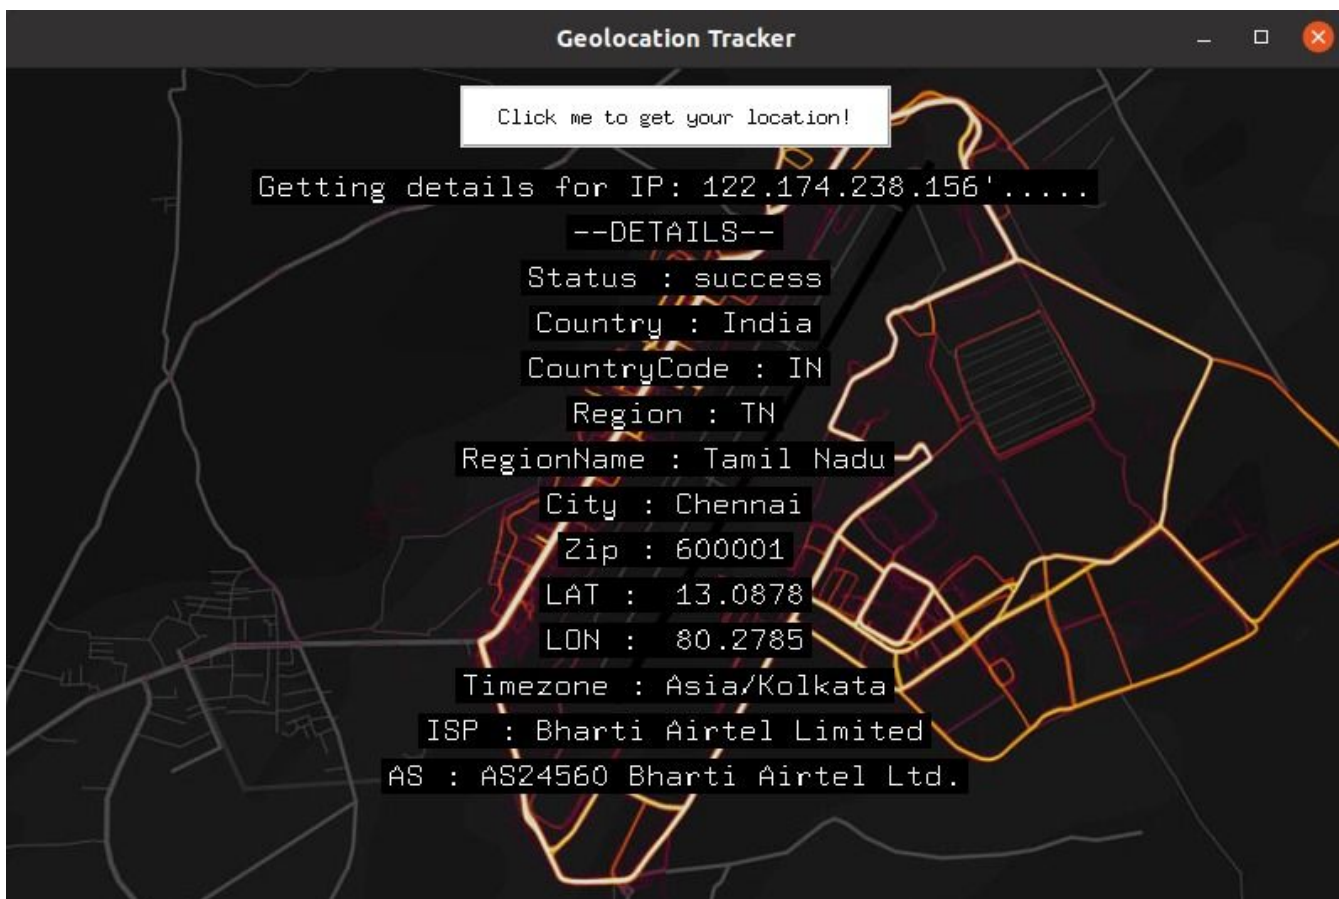 Geolocation Tracker
Click me to get your location!
Getting details for IP: 122.174.238.156'.....
--DETAILS--
Status : success
Country : India
CountryCode : IN
Region : TN
RegionName : Tamil Nadu
City : Chennai
Zip : 600001
LAT :  13.0878
LON :  80.2785
Timezone : Asia/Kolkata
ISP : Bharti Airtel Limited
AS : AS24560 Bharti Airtel Ltd.